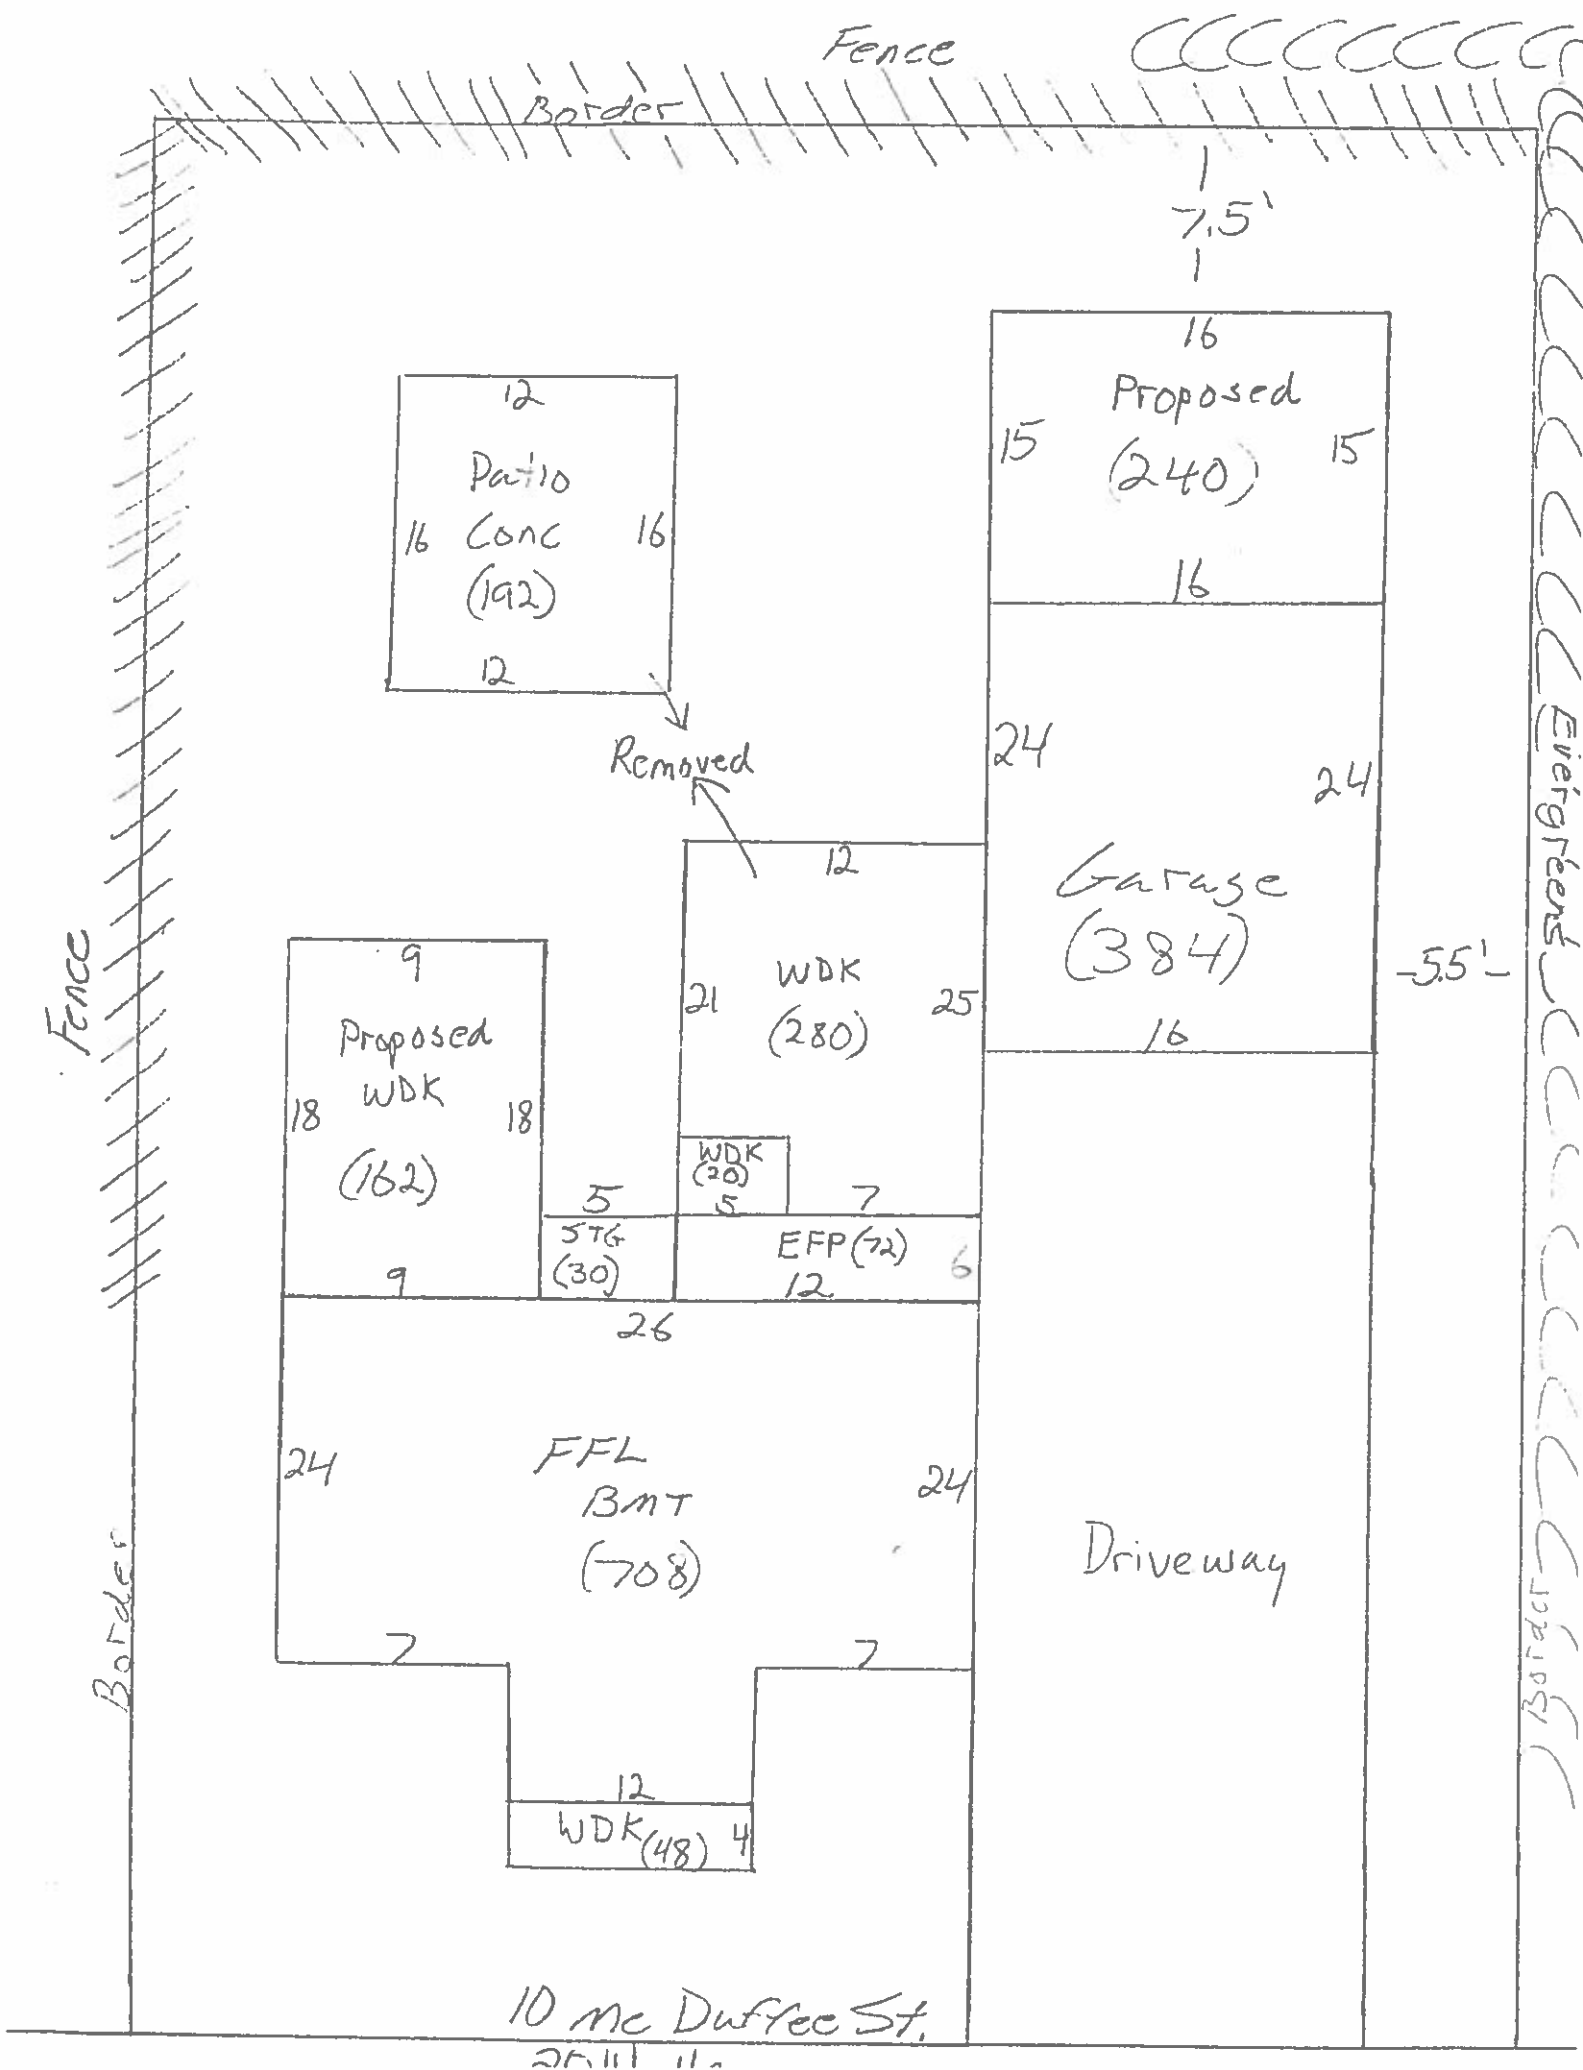 Fence
Border
7.5'
16
Proposed
15 (240) 15
16
12
Patio
16 Conc 16
(192)
12
Removed
24
24
Garage
(384)
16
-5.5'-
Evergreens
12
WDK
21 25
(280)
WDK
(20)
5 7
9
Proposed
WDK
18 18
(162)
9
5
STG
(30)
EFP (72)
12 6
26
Fence
24 FFL 24
BMT
(708)
7 7
12
WDK (48) 4
Driveway
Border
Border
10 Mc Duffee St.